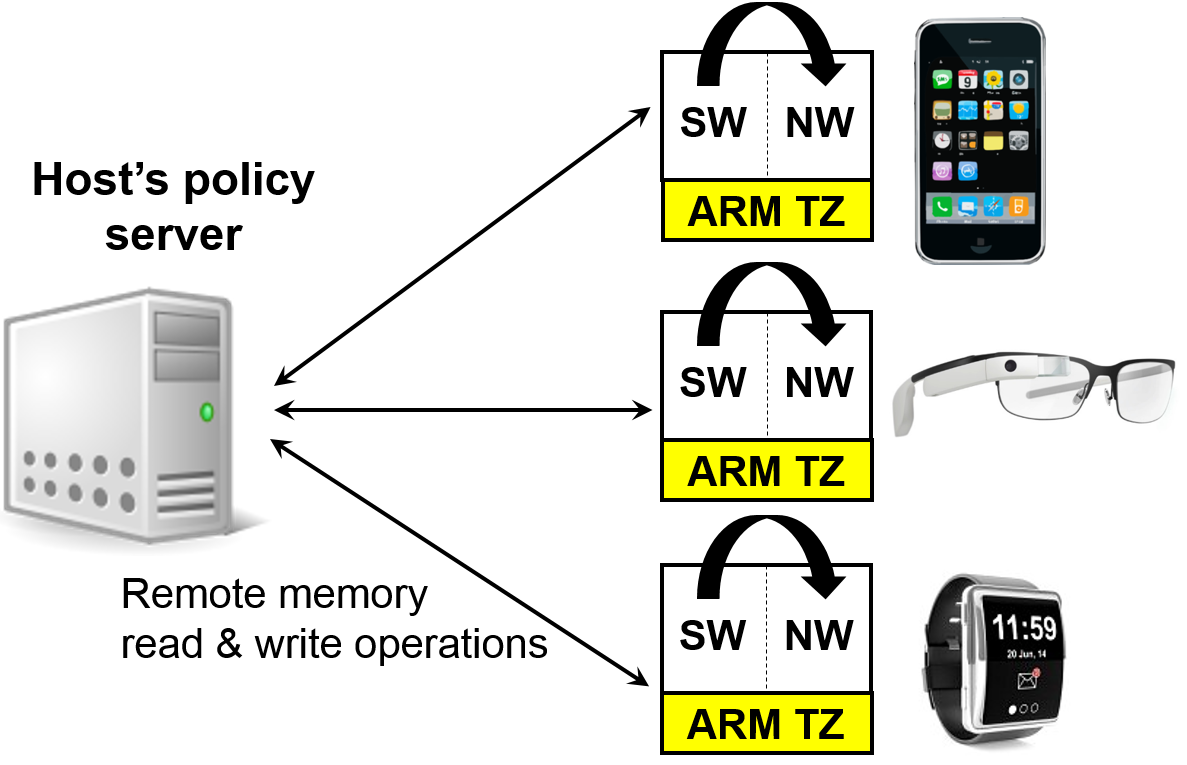 Host's policy
server
Remote memory
read & write operations
SW NW
ARM TZ
9
SW NW
ARM TZ
SW NW
ARM TZ
11:59
20 Jun, 14